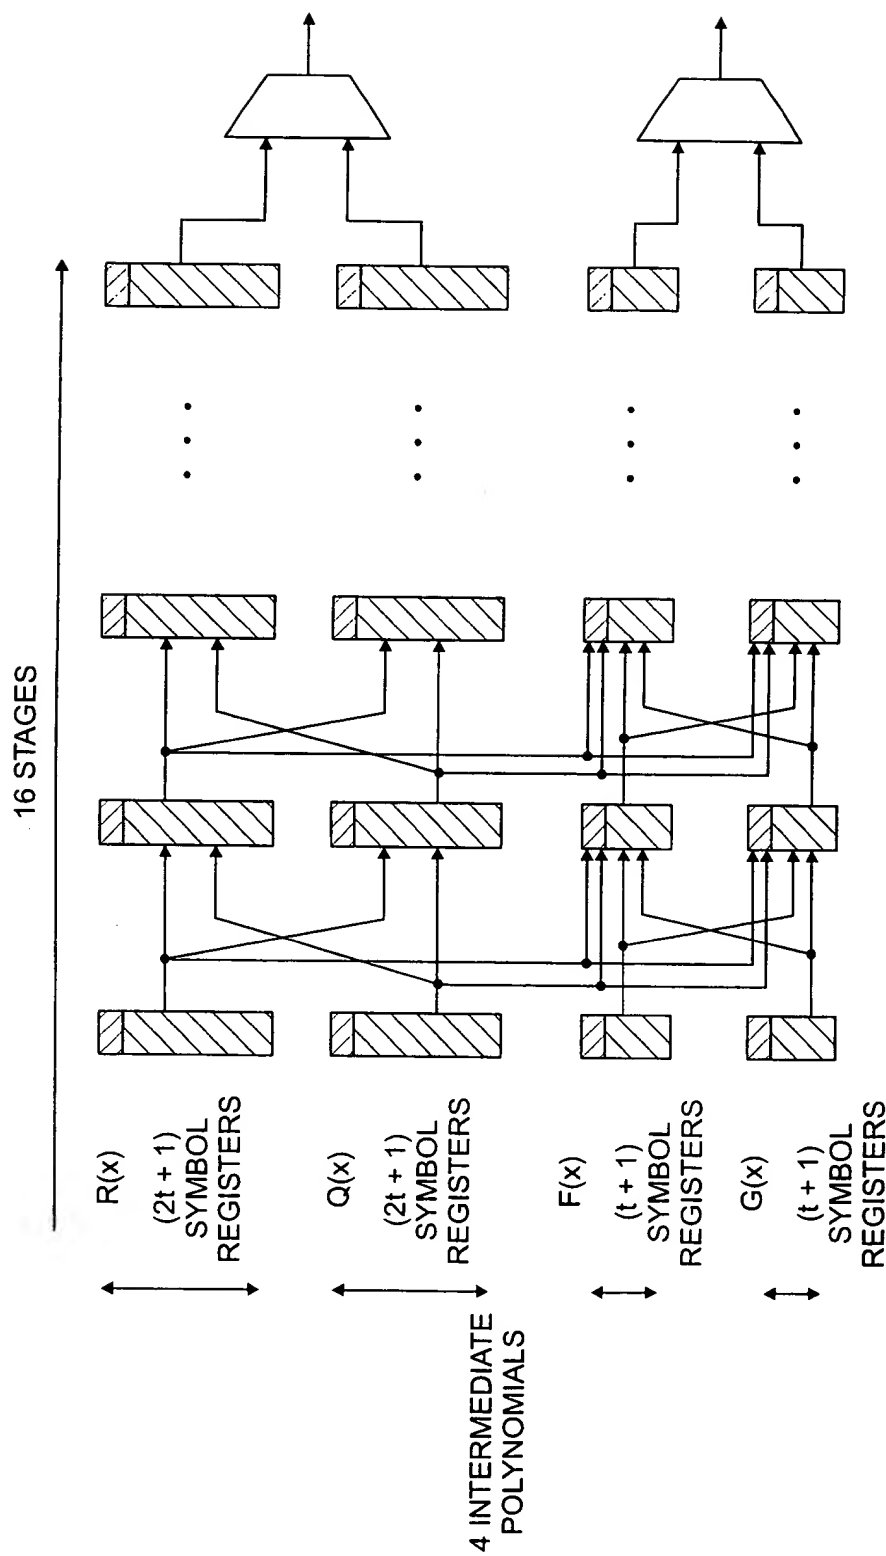 16 STAGES
R(x)
(2t + 1)
SYMBOL
REGISTERS
Q(x)
(2t + 1)
SYMBOL
REGISTERS
F(x)
(t + 1)
SYMBOL
REGISTERS
G(x)
(t + 1)
SYMBOL
REGISTERS
4 INTERMEDIATE
POLYNOMIALS